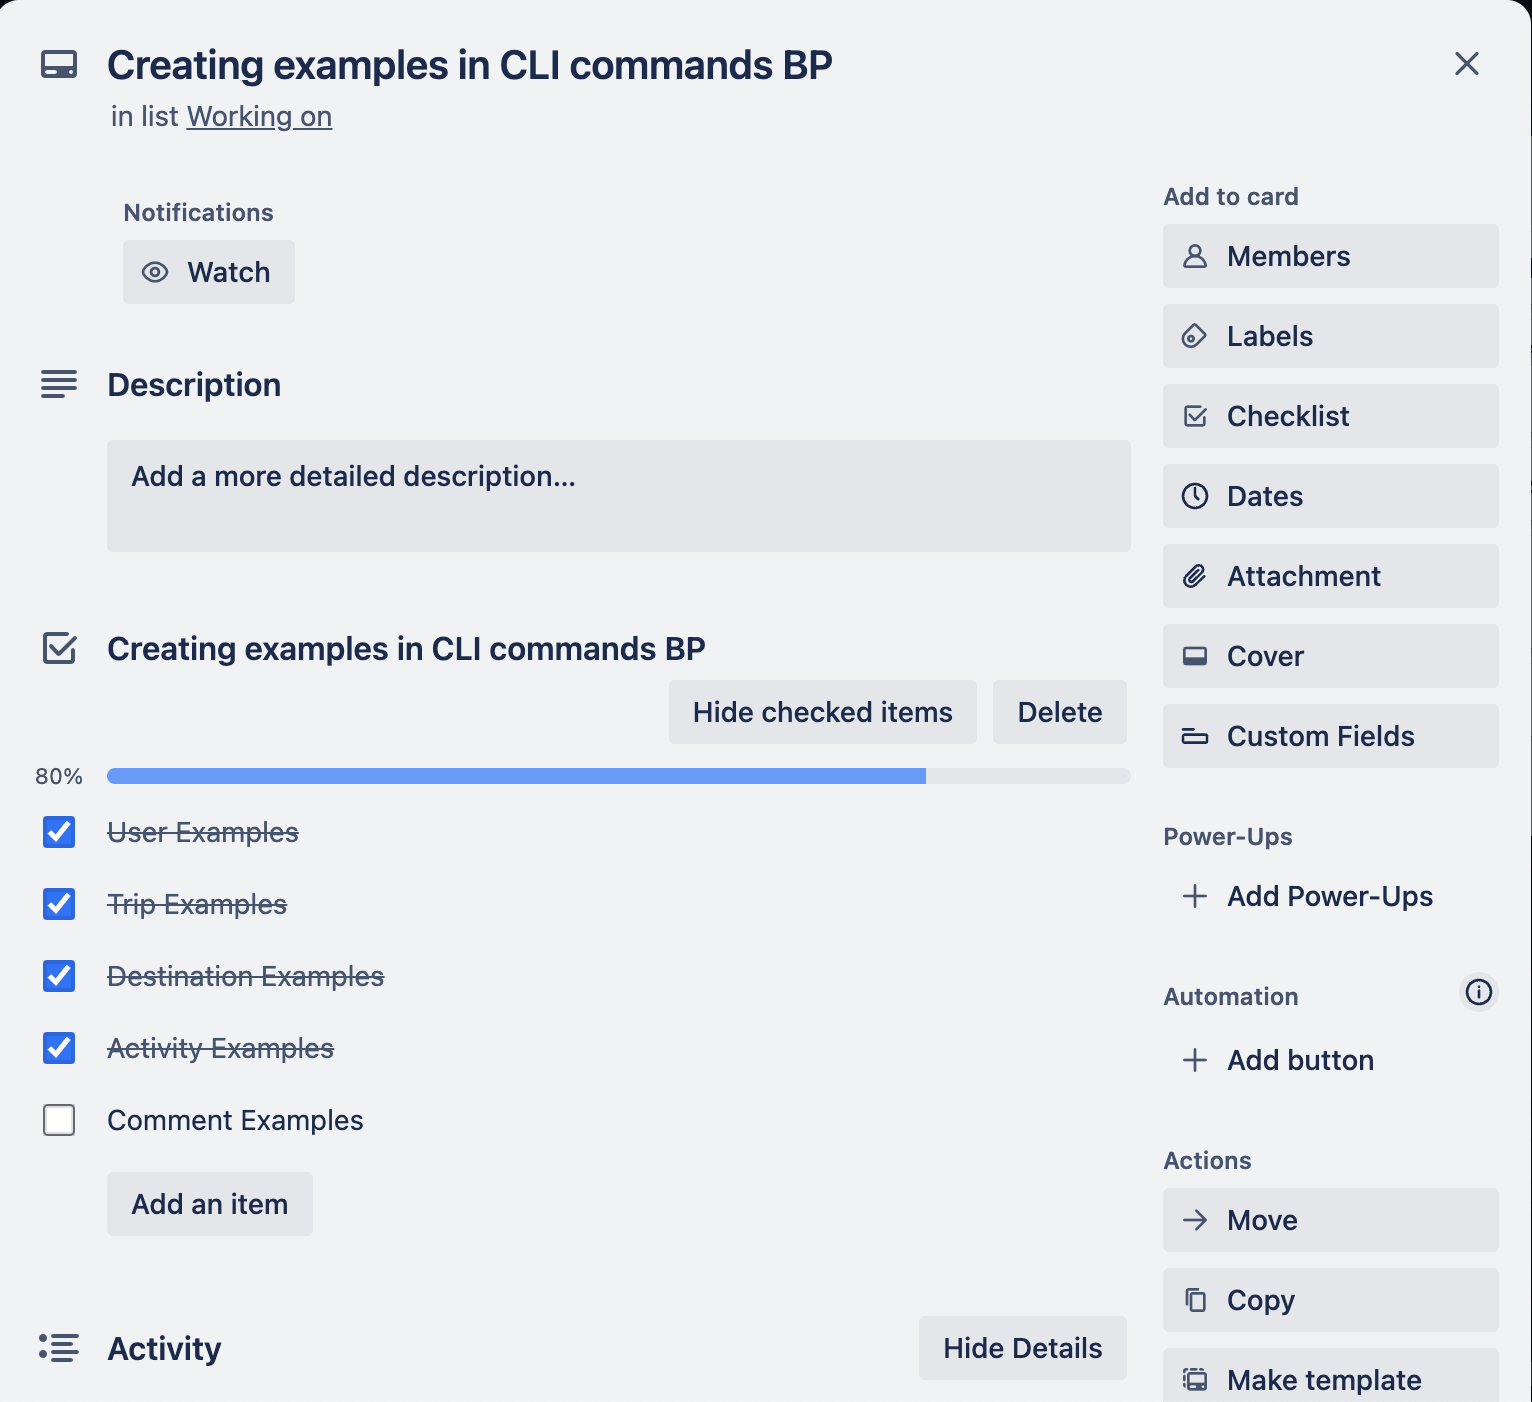 Creating examples in CLI commands BP
in list Working on
Notifications
Watch
Description
Add a more detailed description...
Creating examples in CLI commands BP
Hide checked items
Delete
80%
User Examples
Trip Examples
Destination Examples
Activity Examples
Comment Examples
Add an item
Activity
Hide Details
Add to card
Members
Labels
Checklist
Dates
Attachment
Cover
Custom Fields
Power-Ups
Add Power-Ups
Automation
Add button
Actions
Move
Copy
Make template